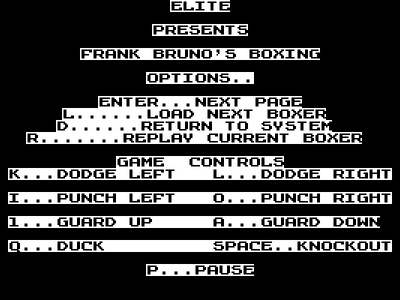 ELITE
PRESENTS
FRANK BRUNO'S BOXING
OPTIONS..
ENTER...NEXT PAGE
L......LOAD NEXT BOXER
D......RETURN TO SYSTEM
R.......REPLAY CURRENT BOXER
GAME  CONTROLS
K...DODGE LEFT   L...DODGE RIGHT
I...PUNCH LEFT   O...PUNCH RIGHT
1...GUARD UP     A...GUARD DOWN
Q...DUCK         SPACE..KNOCKOUT
P...PAUSE